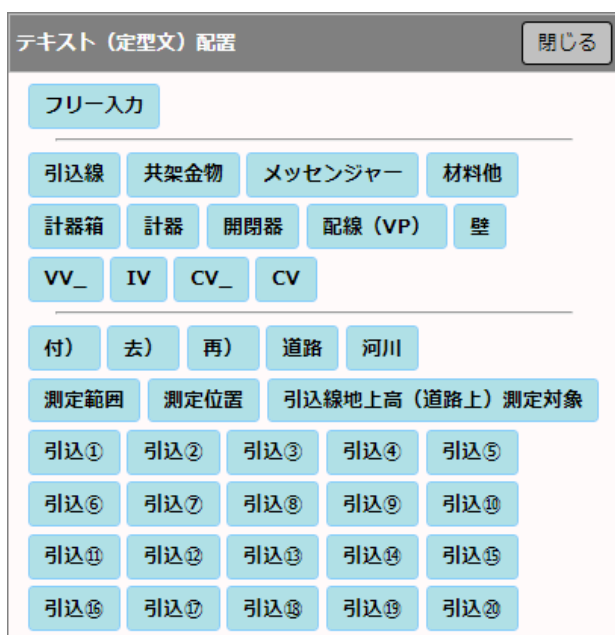 テキスト（定型文）配置 閉じる
フリー入力
引込線 共架金物 メッセンジャー 材料他
計器箱 計器 開閉器 配線（VP） 壁
VV_ IV CV_ CV
付） 去） 再） 道路 河川
測定範囲 測定位置 引込線地上高（道路上）測定対象
引込① 引込② 引込③ 引込④ 引込⑤
引込⑥ 引込⑦ 引込⑧ 引込⑨ 引込⑩
引込⑪ 引込⑫ 引込⑬ 引込⑭ 引込⑮
引込⑯ 引込⑰ 引込⑱ 引込⑲ 引込⑳